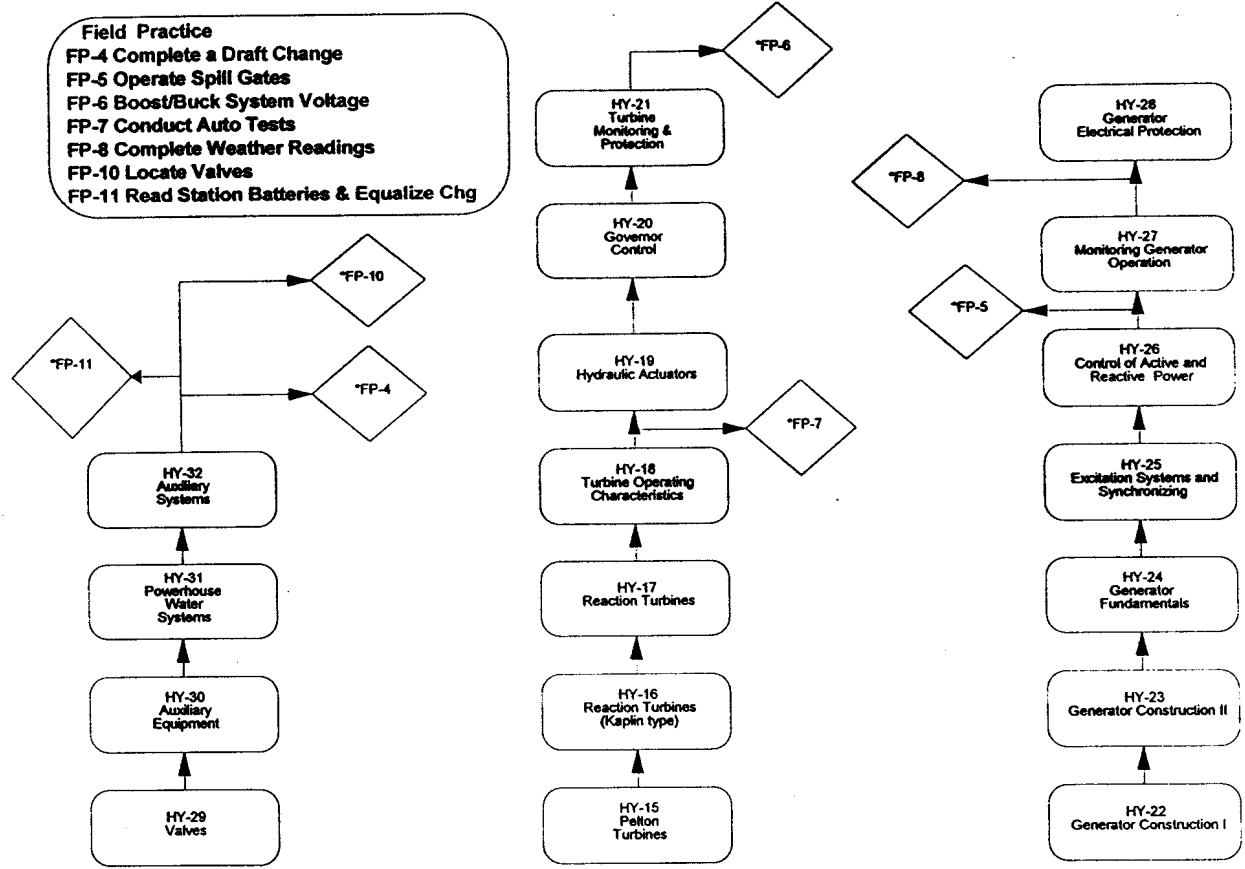 Field Practice
FP-4 Complete a Draft Change
FP-5 Operate Spill Gates
FP-6 Boost/Buck System Voltage
FP-7 Conduct Auto Tests
FP-8 Complete Weather Readings
FP-10 Locate Valves
FP-11 Read Station Batteries & Equalize Chg
*FP-10
*FP-11
*FP-4
HY-32
Auxiliary
Systems
HY-31
Powerhouse
Water
Systems
HY-30
Auxiliary
Equipment
HY-29
Valves
*FP-6
HY-21
Turbine
Monitoring &
Protection
HY-20
Governor
Control
HY-19
Hydraulic Actuators
*FP-7
HY-18
Turbine Operating
Characteristics
HY-17
Reaction Turbines
HY-16
Reaction Turbines
(Kaplin type)
HY-15
Pelton
Turbines
HY-28
Generator
Electrical Protection
*FP-8
HY-27
Monitoring Generator
Operation
*FP-5
HY-26
Control of Active and
Reactive Power
HY-25
Excitation Systems and
Synchronizing
HY-24
Generator
Fundamentals
HY-23
Generator Construction II
HY-22
Generator Construction I